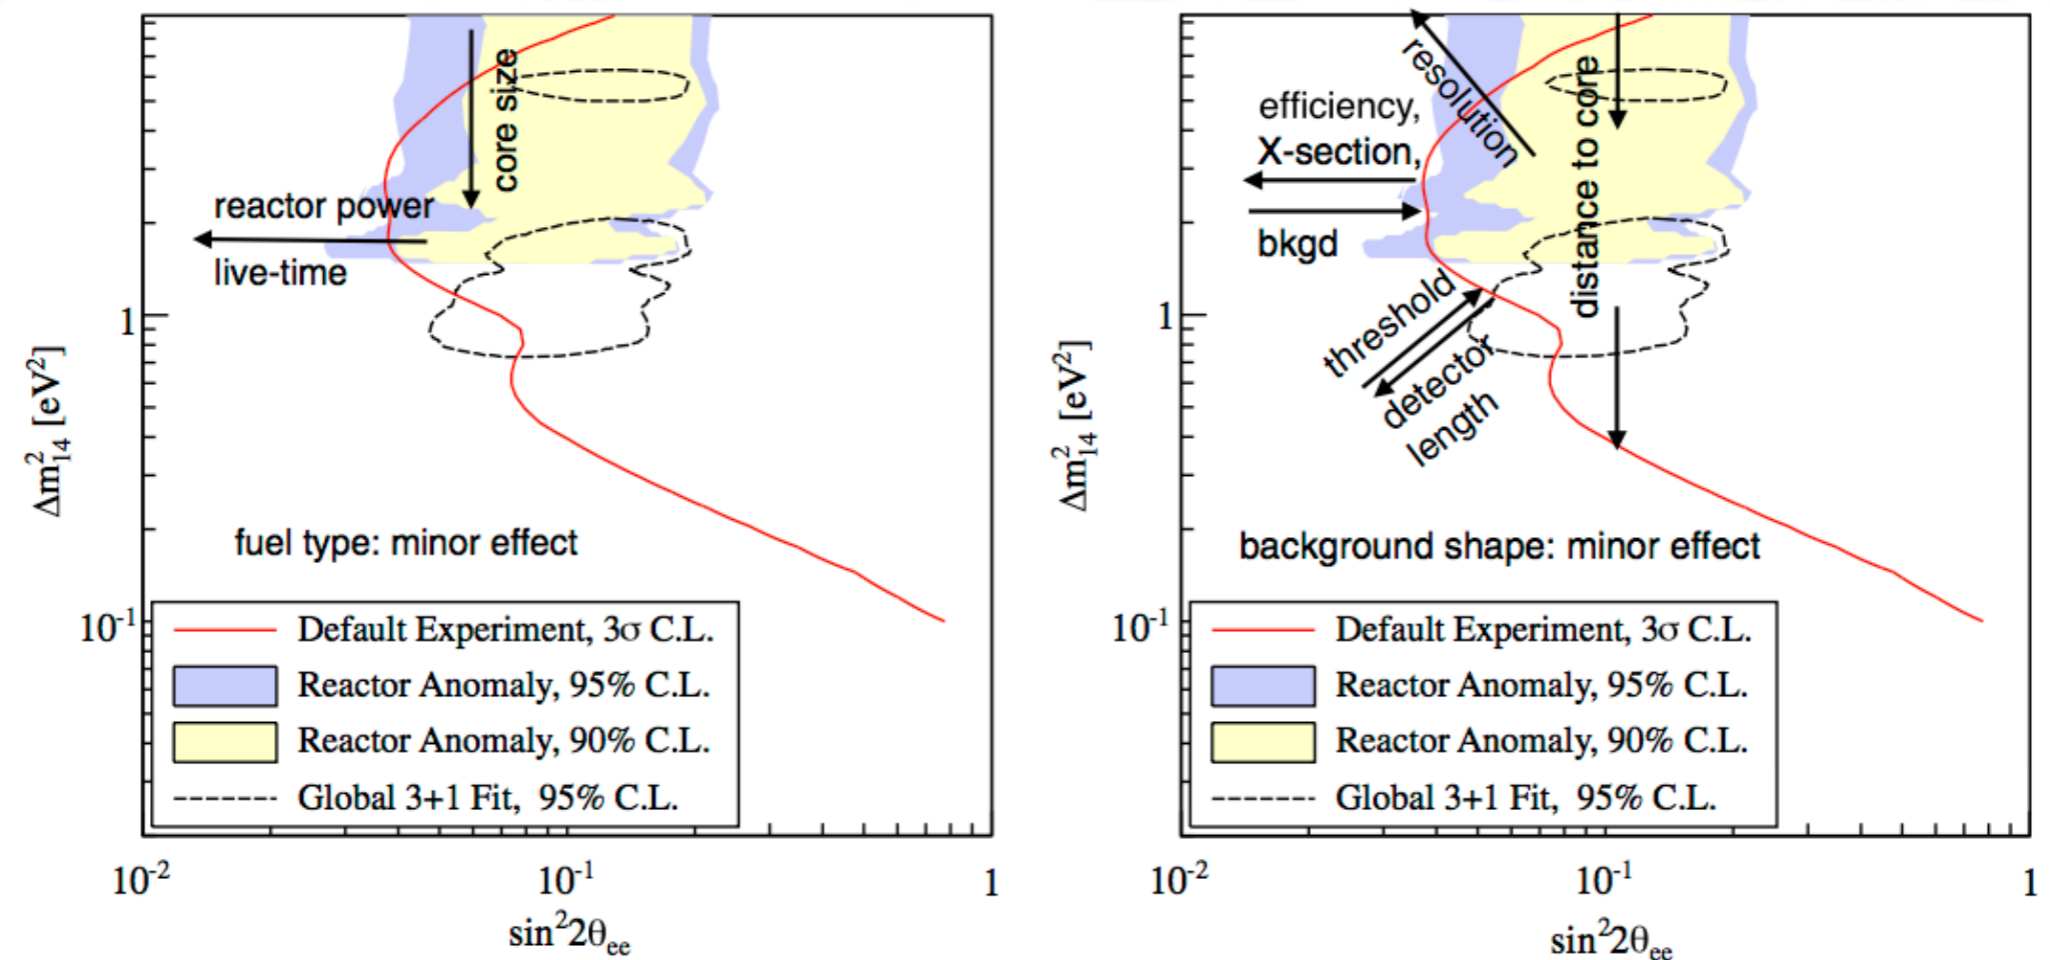 core size
reactor power
live-time
1
10⁻¹
Δm²₁₄ [eV²]
fuel type: minor effect
Default Experiment, 3σ C.L.
Reactor Anomaly, 95% C.L.
Reactor Anomaly, 90% C.L.
Global 3+1 Fit, 95% C.L.
10⁻² 10⁻¹ 1
sin²2θₑₑ
resolution
efficiency,
X-section,
bkgd
distance to core
threshold
detector
length
1
10⁻¹
Δm²₁₄ [eV²]
background shape: minor effect
Default Experiment, 3σ C.L.
Reactor Anomaly, 95% C.L.
Reactor Anomaly, 90% C.L.
Global 3+1 Fit, 95% C.L.
10⁻² 10⁻¹ 1
sin²2θₑₑ